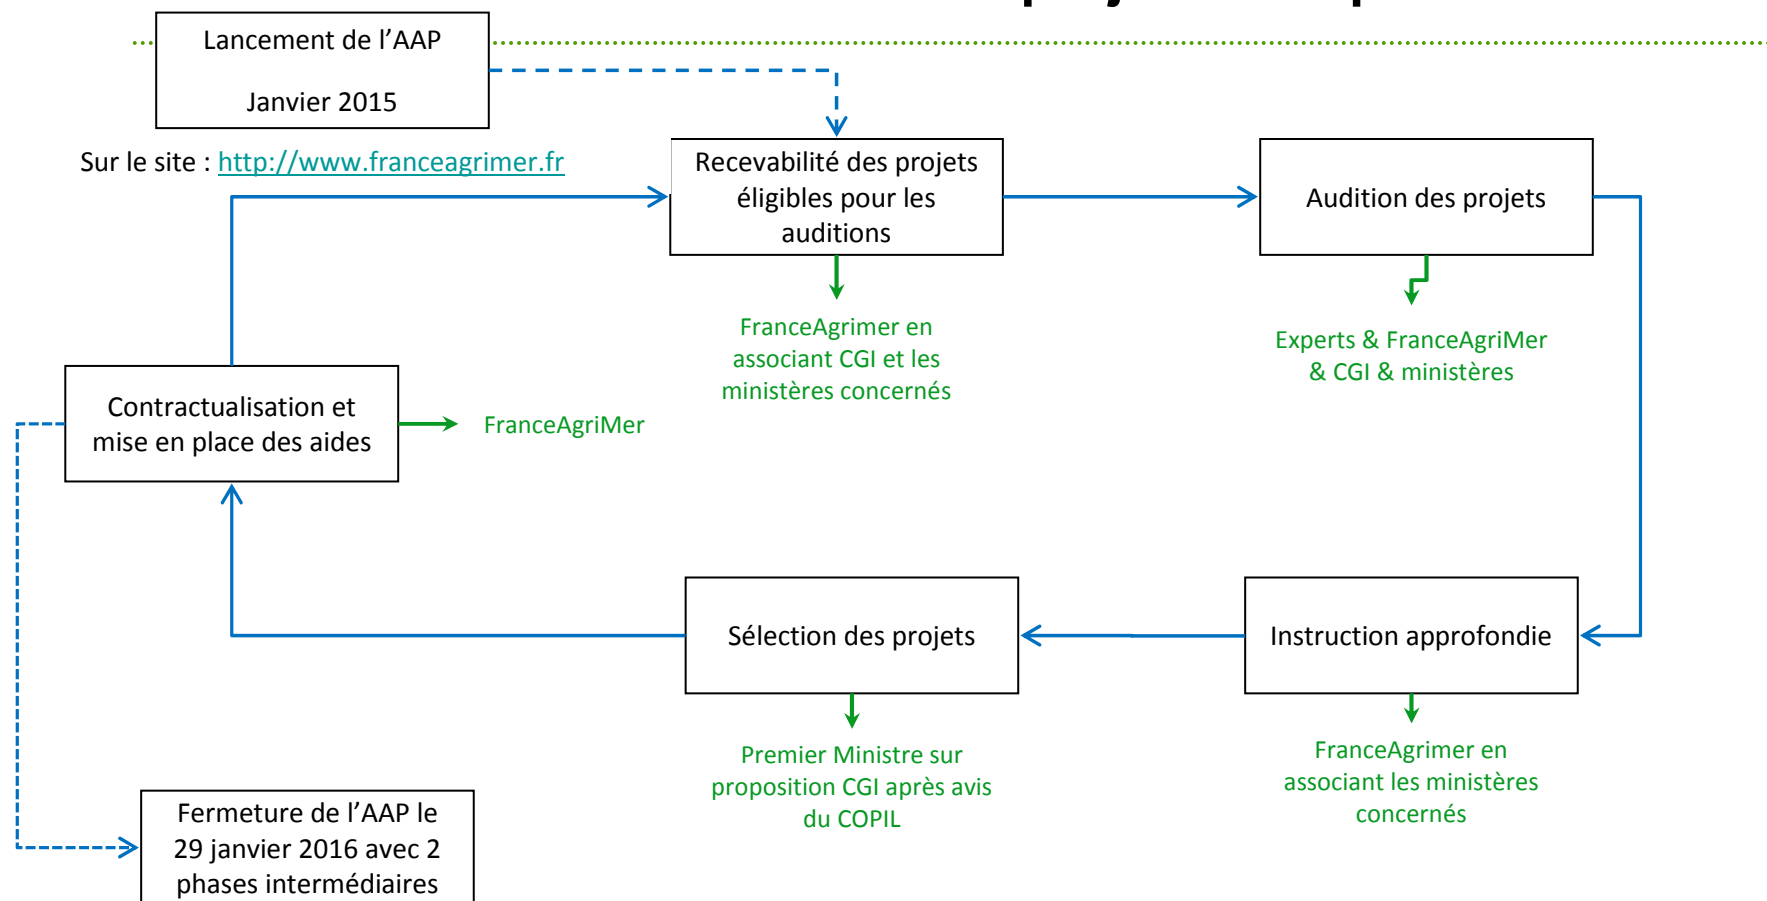 Lancement de l’AAP
Janvier 2015
Sur le site : http://www.franceagrimer.fr
Recevabilité des projets
éligibles pour les
auditions
Audition des projets
FranceAgrimer en
associant CGI et les
ministères concernés
Experts & FranceAgriMer
& CGI & ministères
Contractualisation et
mise en place des aides
FranceAgriMer
Sélection des projets
Instruction approfondie
Premier Ministre sur
proposition CGI après avis
du COPIL
FranceAgrimer en
associant les ministères
concernés
Fermeture de l’AAP le
29 janvier 2016 avec 2
phases intermédiaires